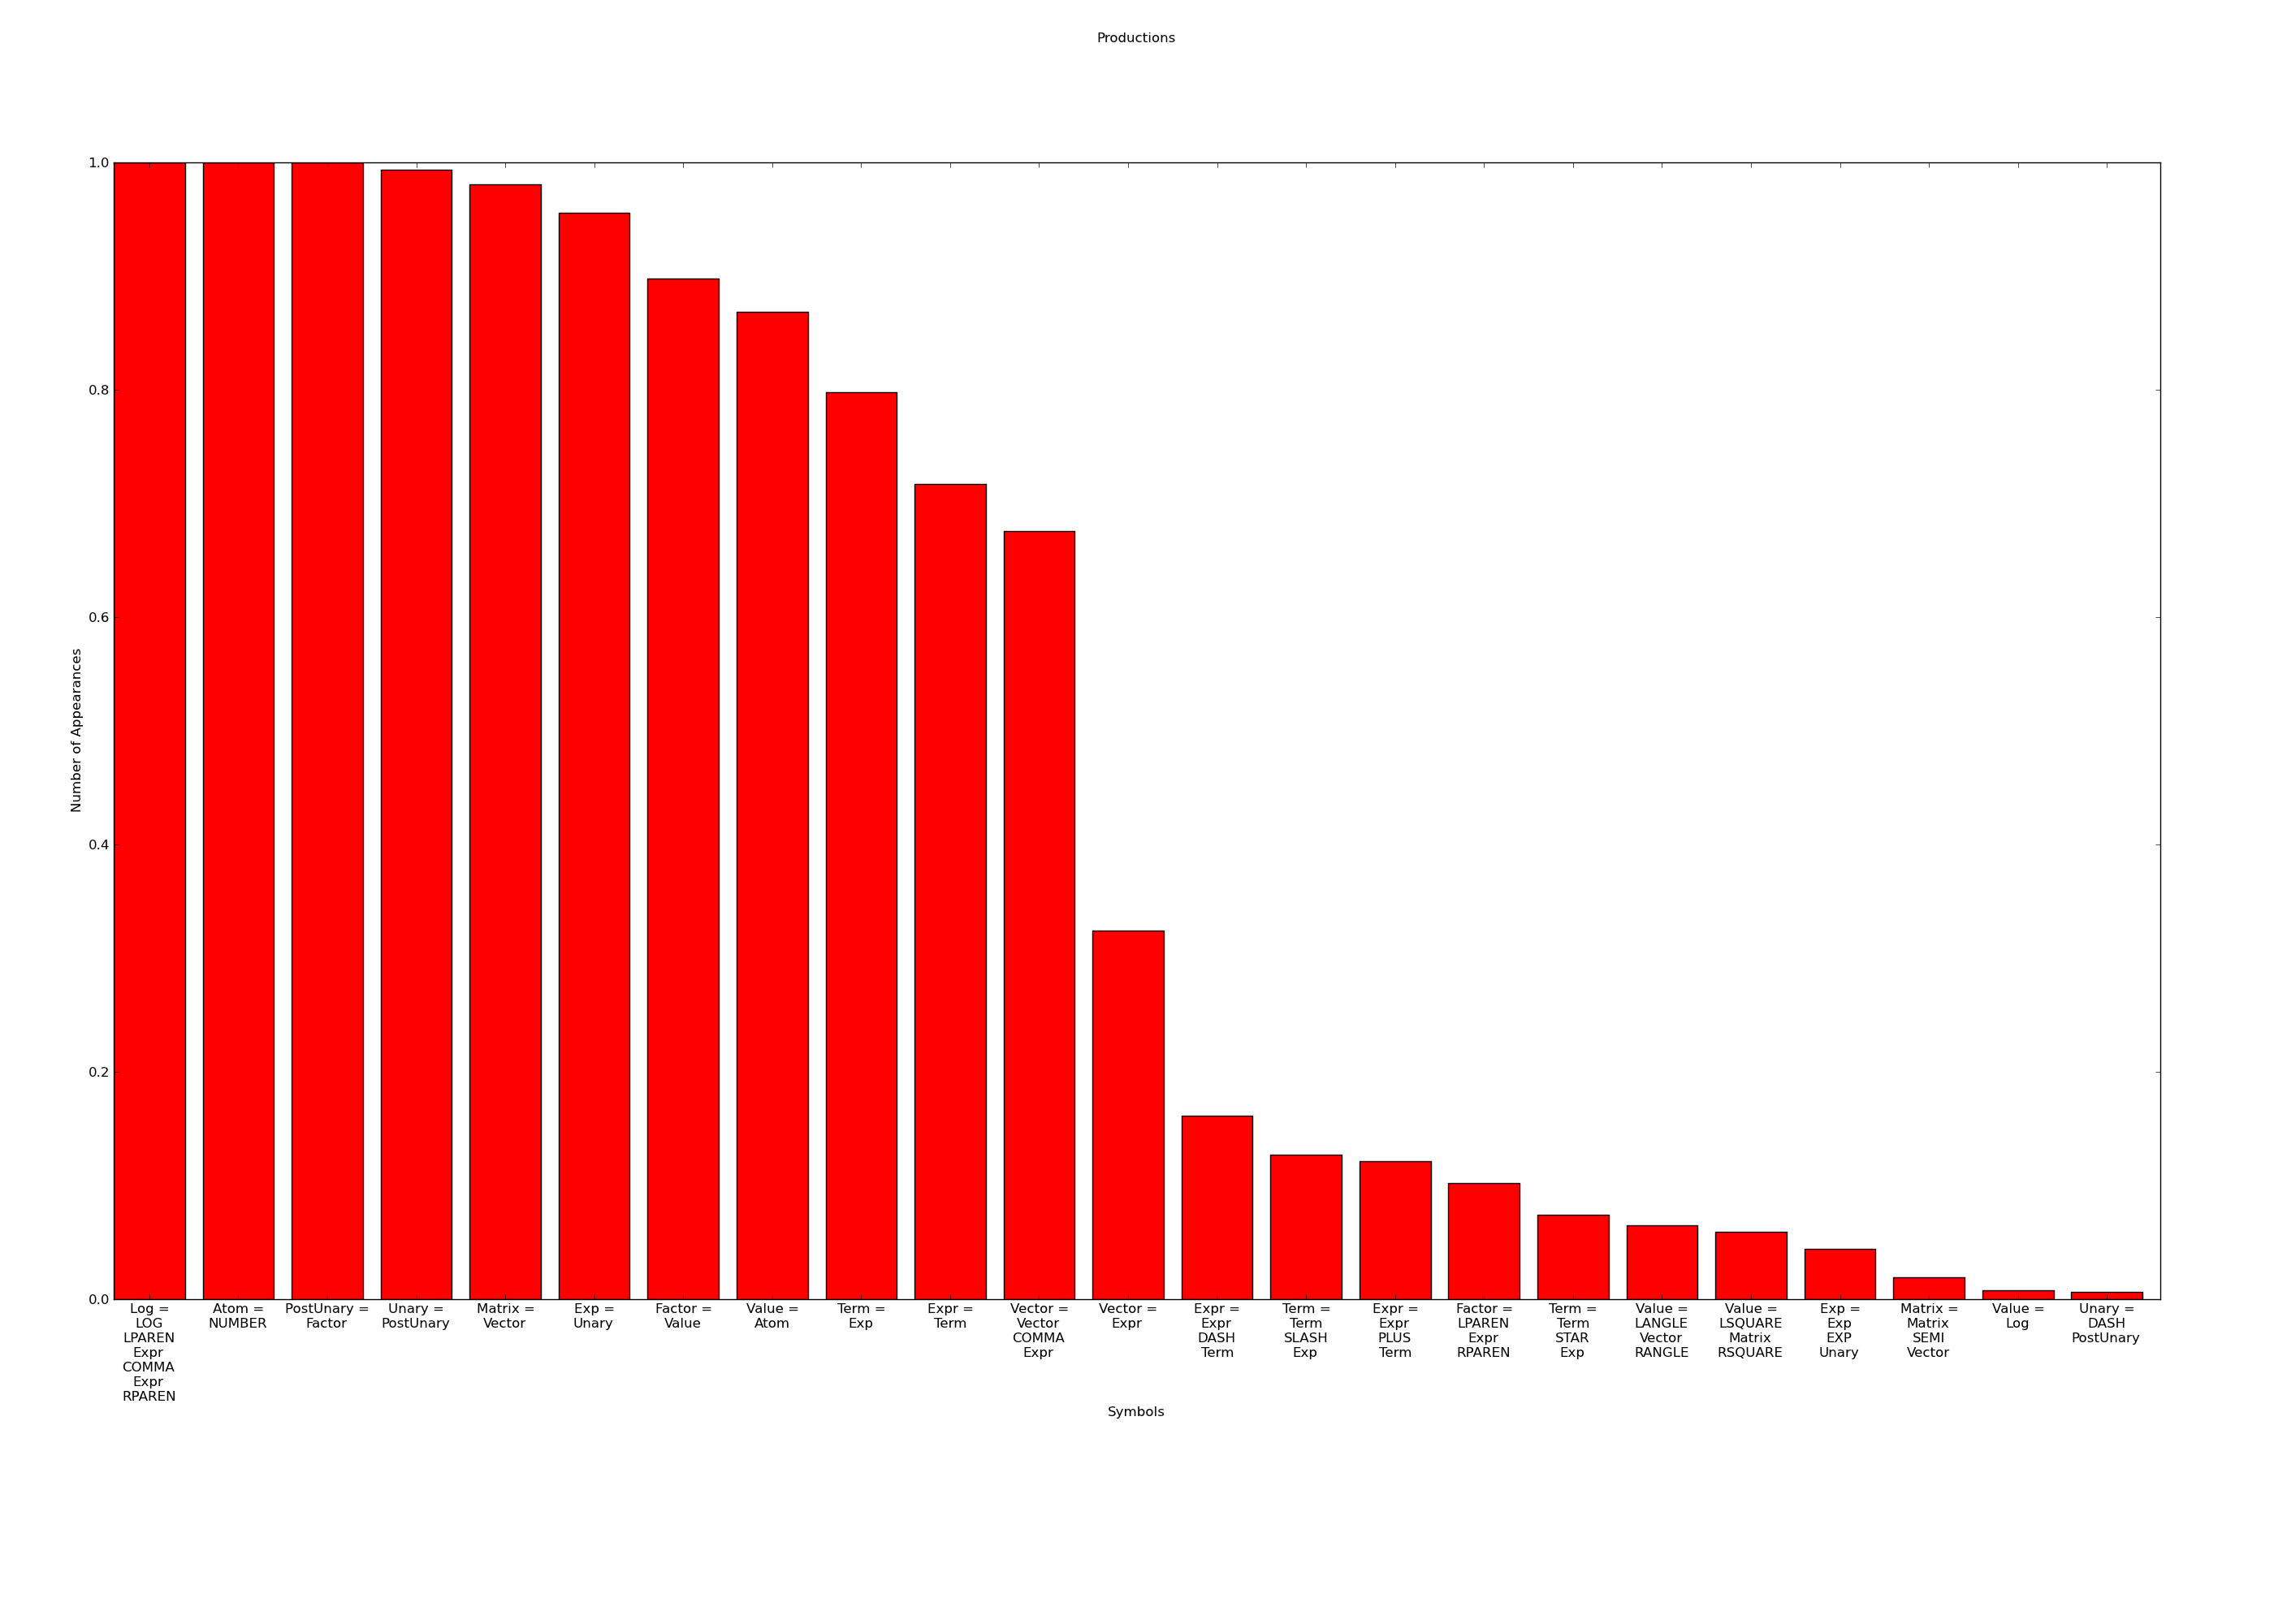 Productions
1.0
0.8
0.6
0.4
0.2
0.0
Number of Appearances
Log =
LOG
LPAREN
Expr
COMMA
Expr
RPAREN
Atom =
NUMBER
PostUnary =
Factor
Unary =
PostUnary
Matrix =
Vector
Exp =
Unary
Factor =
Value
Value =
Atom
Term =
Exp
Expr =
Term
Vector =
Vector
COMMA
Expr
Vector =
Expr
Expr =
Expr
DASH
Term
Term =
Term
SLASH
Exp
Expr =
Expr
PLUS
Term
Factor =
LPAREN
Expr
RPAREN
Term =
Term
STAR
Exp
Value =
LANGLE
Vector
RANGLE
Value =
LSQUARE
Matrix
RSQUARE
Exp =
Exp
EXP
Unary
Matrix =
Matrix
SEMI
Vector
Value =
Log
Unary =
DASH
PostUnary
Symbols